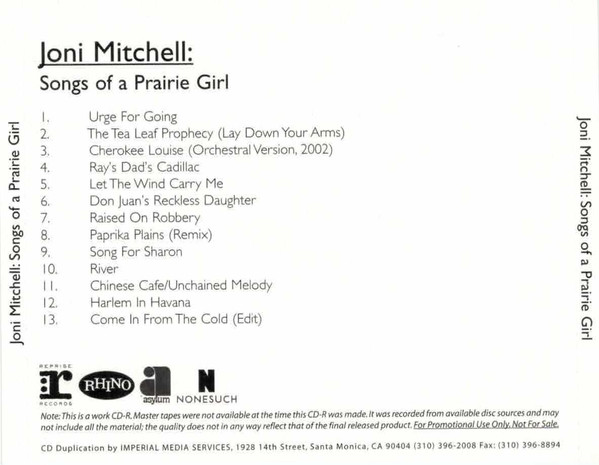 Joni Mitchell:
Songs of a Prairie Girl
1. Urge For Going
2. The Tea Leaf Prophecy (Lay Down Your Arms)
3. Cherokee Louise (Orchestral Version, 2002)
4. Ray's Dad's Cadillac
5. Let The Wind Carry Me
6. Don Juan's Reckless Daughter
7. Raised On Robbery
8. Paprika Plains (Remix)
9. Song For Sharon
10. River
11. Chinese Cafe/Unchained Melody
12. Harlem In Havana
13. Come In From The Cold (Edit)
Joni Mitchell: Songs of a Prairie Girl
Joni Mitchell: Songs of a Prairie Girl
REPRISE
r
RECORDS
RHINO
a
asylum
N
NONESUCH
Note: This is a work CD-R. Master tapes were not available at the time this CD-R was made. It was recorded from available disc sources and may
not include all the material; the quality does not in any way reflect that of the final released product. For Promotional Use Only. Not For Sale.
CD Duplication by IMPERIAL MEDIA SERVICES, 1928 14th Street, Santa Monica, CA 90404 (310) 396-2008 Fax: (310) 396-8894